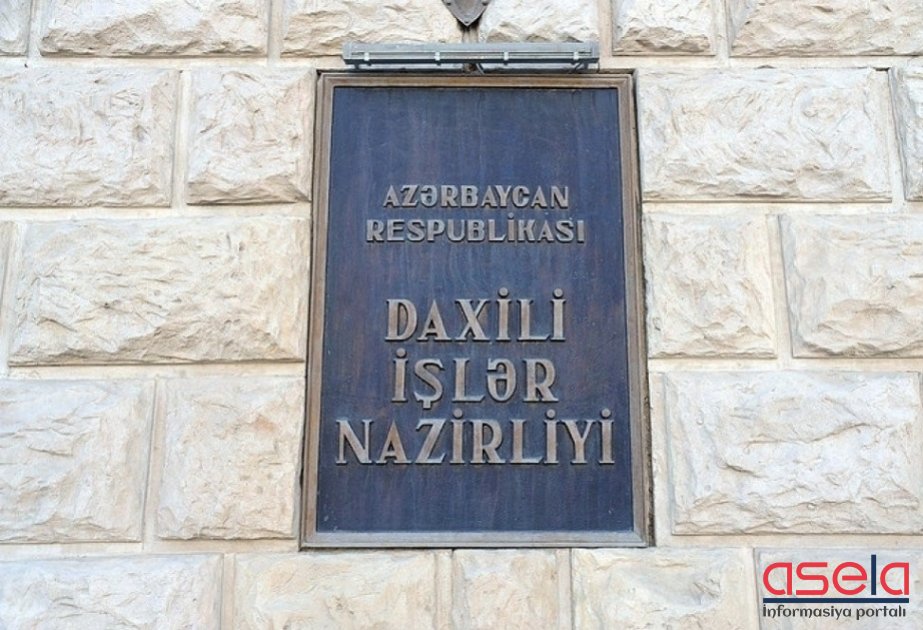 AZƏRBAYCAN
RESPUBLİKASI
DAXİLİ
İŞLƏR
NAZİRLİYİ
asela
İnformasiya portalı